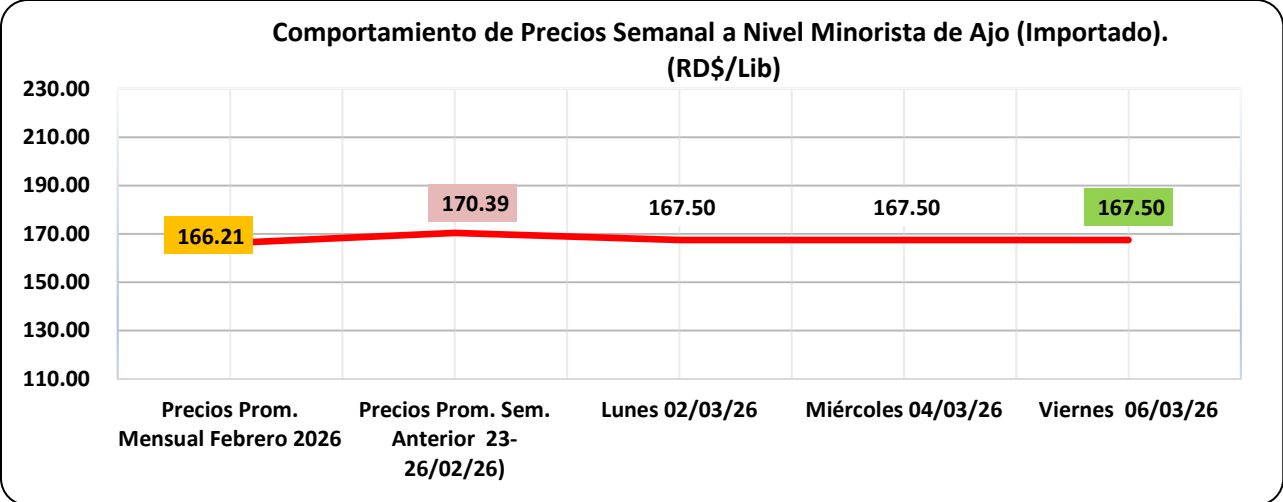 Comportamiento de Precios Semanal a Nivel Minorista de Ajo (Importado).
(RD$/Lib)
230.00
210.00
190.00
170.00
150.00
130.00
110.00
166.21
170.39
167.50
167.50
167.50
Precios Prom.
Mensual Febrero 2026
Precios Prom. Sem.
Anterior 23-
26/02/26)
Lunes 02/03/26
Miércoles 04/03/26
Viernes 06/03/26